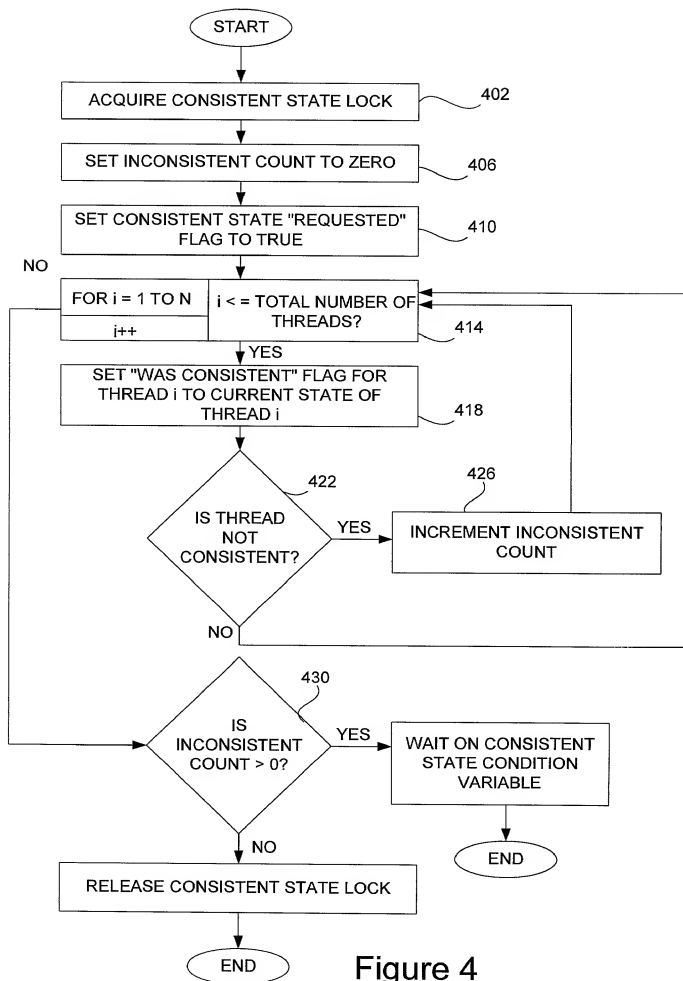 START
ACQUIRE CONSISTENT STATE LOCK
402
SET INCONSISTENT COUNT TO ZERO
406
SET CONSISTENT STATE "REQUESTED"
FLAG TO TRUE
410
NO
FOR i = 1 TO N
i++
i < = TOTAL NUMBER OF
THREADS?
414
YES
SET "WAS CONSISTENT" FLAG FOR
THREAD i TO CURRENT STATE OF
THREAD i
418
422
IS THREAD
NOT
CONSISTENT?
YES
426
INCREMENT INCONSISTENT
COUNT
NO
430
IS
INCONSISTENT
COUNT > 0?
YES
WAIT ON CONSISTENT
STATE CONDITION
VARIABLE
END
NO
RELEASE CONSISTENT STATE LOCK
END
Figure 4